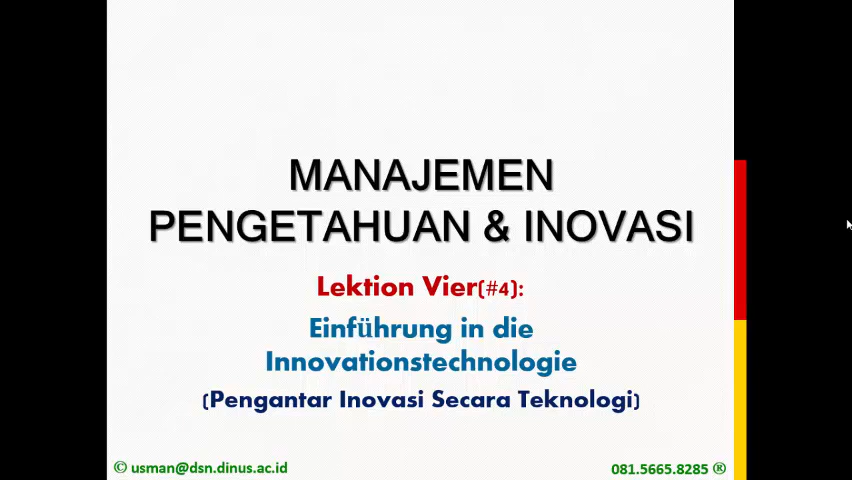 MANAJEMEN
PENGETAHUAN & INOVASI
Lektion Vier(#4):
Einführung in die
Innovationstechnologie
(Pengantar Inovasi Secara Teknologi)
© usman@dsn.dinus.ac.id
081.5665.8285 ®